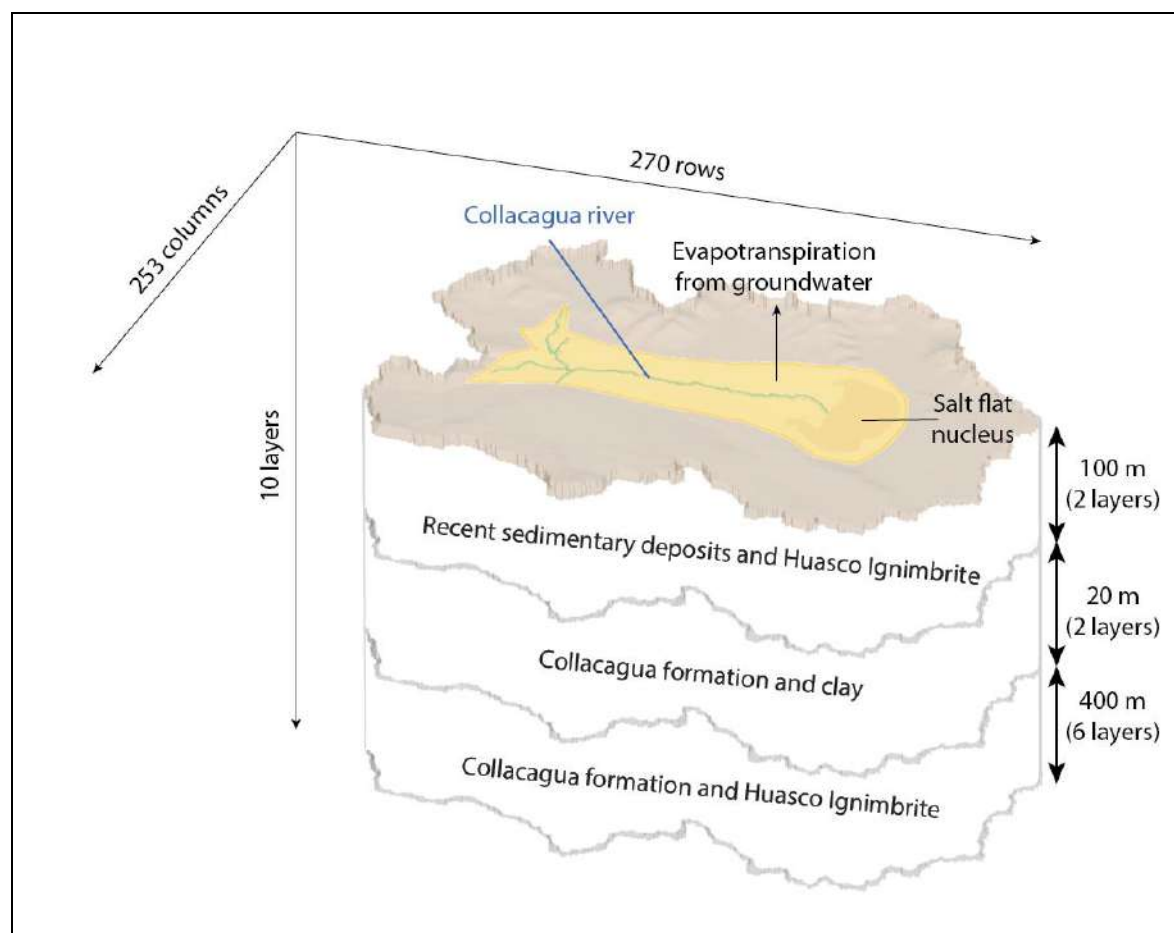 270 rows
253 columns
Collacagua river
Evapotranspiration
from groundwater
Salt flat
nucleus
10 layers
100 m
(2 layers)
Recent sedimentary deposits and Huasco Ignimbrite
20 m
(2 layers)
Collacagua formation and clay
400 m
(6 layers)
Collacagua formation and Huasco Ignimbrite